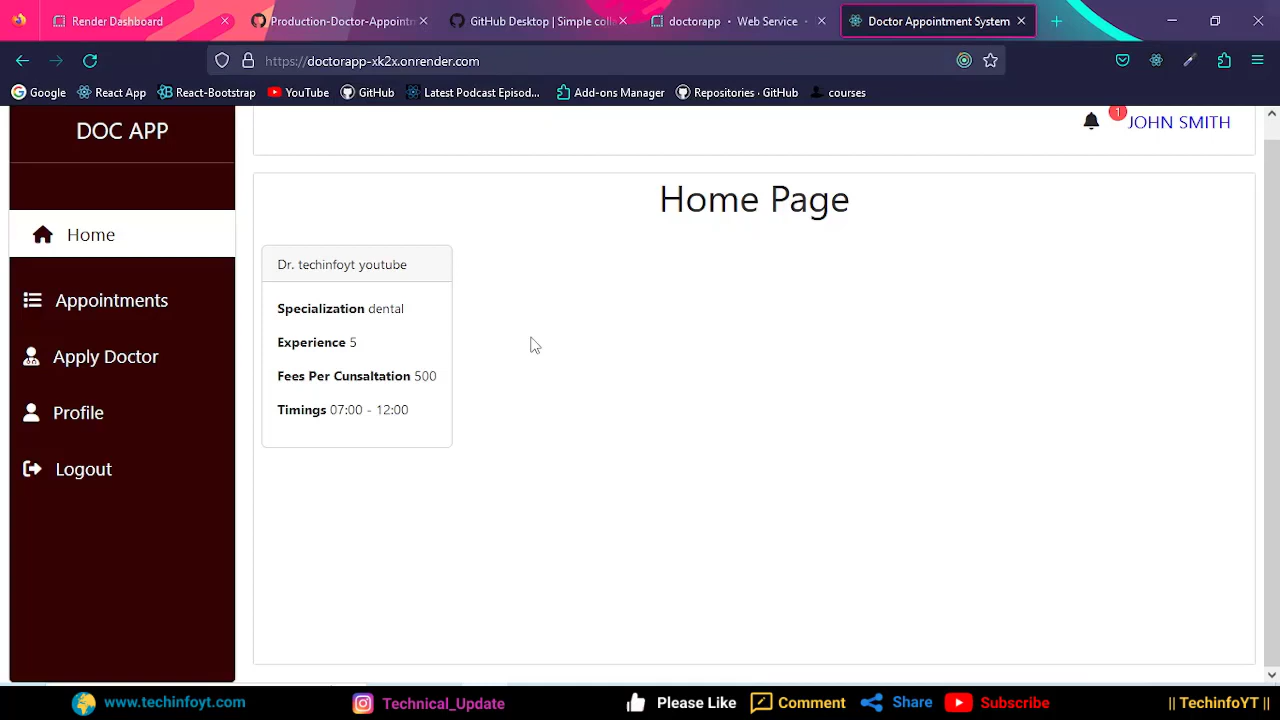 Render Dashboard
Production-Doctor-Appointm
GitHub Desktop | Simple colla
doctorapp · Web Service ·
Doctor Appointment System
https://doctorapp-xk2x.onrender.com
Google
React App
React-Bootstrap
YouTube
GitHub
Latest Podcast Episod...
Add-ons Manager
Repositories · GitHub
courses
DOC APP
1
JOHN SMITH
Home Page
Home
Appointments
Apply Doctor
Profile
Logout
Dr. techinfoyt youtube
Specialization dental
Experience 5
Fees Per Cunsaltation 500
Timings 07:00 - 12:00
www.techinfoyt.com
Technical_Update
Please Like
Comment
Share
Subscribe
|| TechinfoYT ||